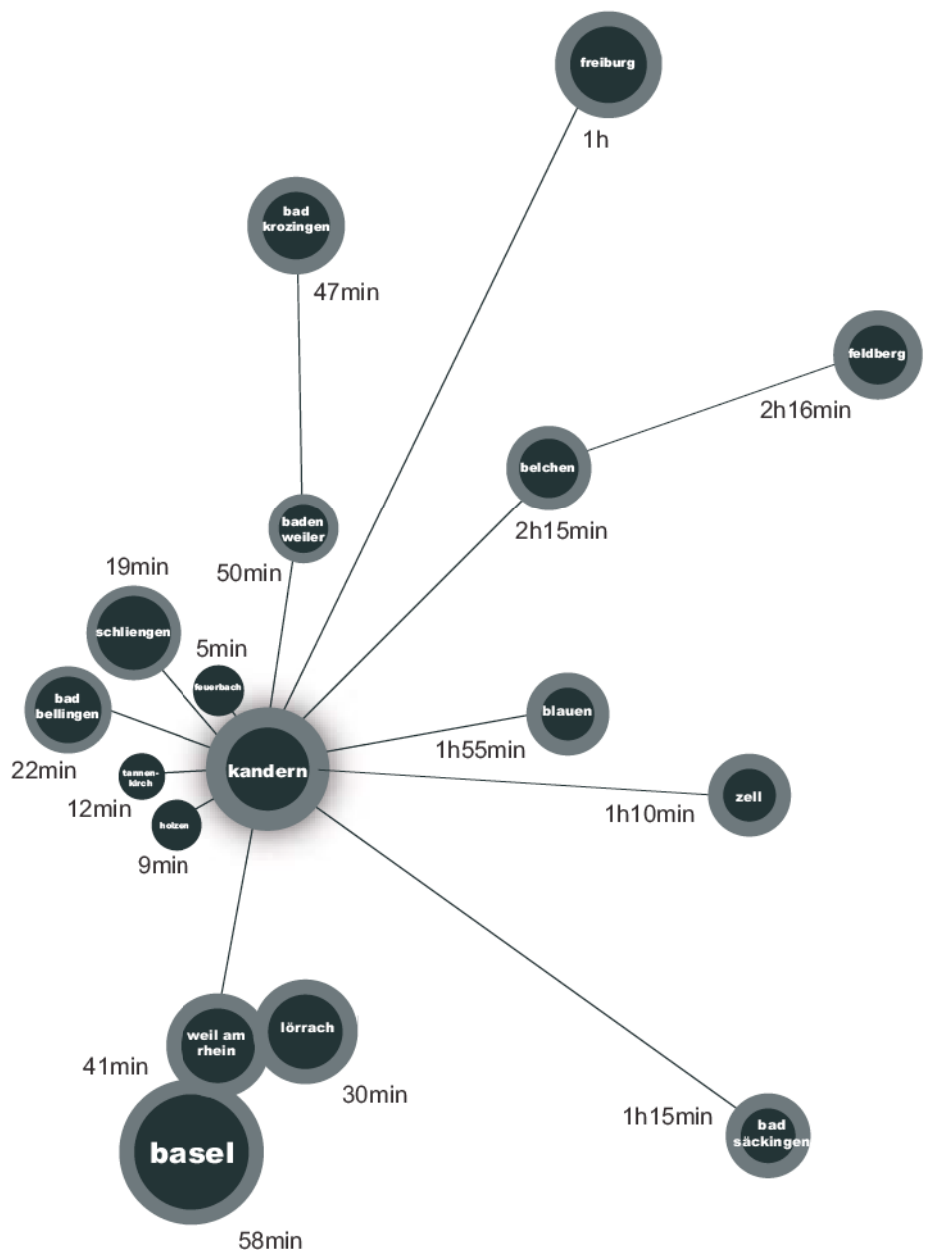 freiburg
1h
bad
krozingen
47min
feldberg
2h16min
belchen
2h15min
baden
weiler
50min
19min
schliengen
5min
feuerbach
bad
bellingen
22min
blauen
1h55min
kandern
tannen-
kirch
12min
zell
1h10min
holzen
9min
weil am
rhein
lörrach
41min
30min
1h15min
bad
säckingen
basel
58min